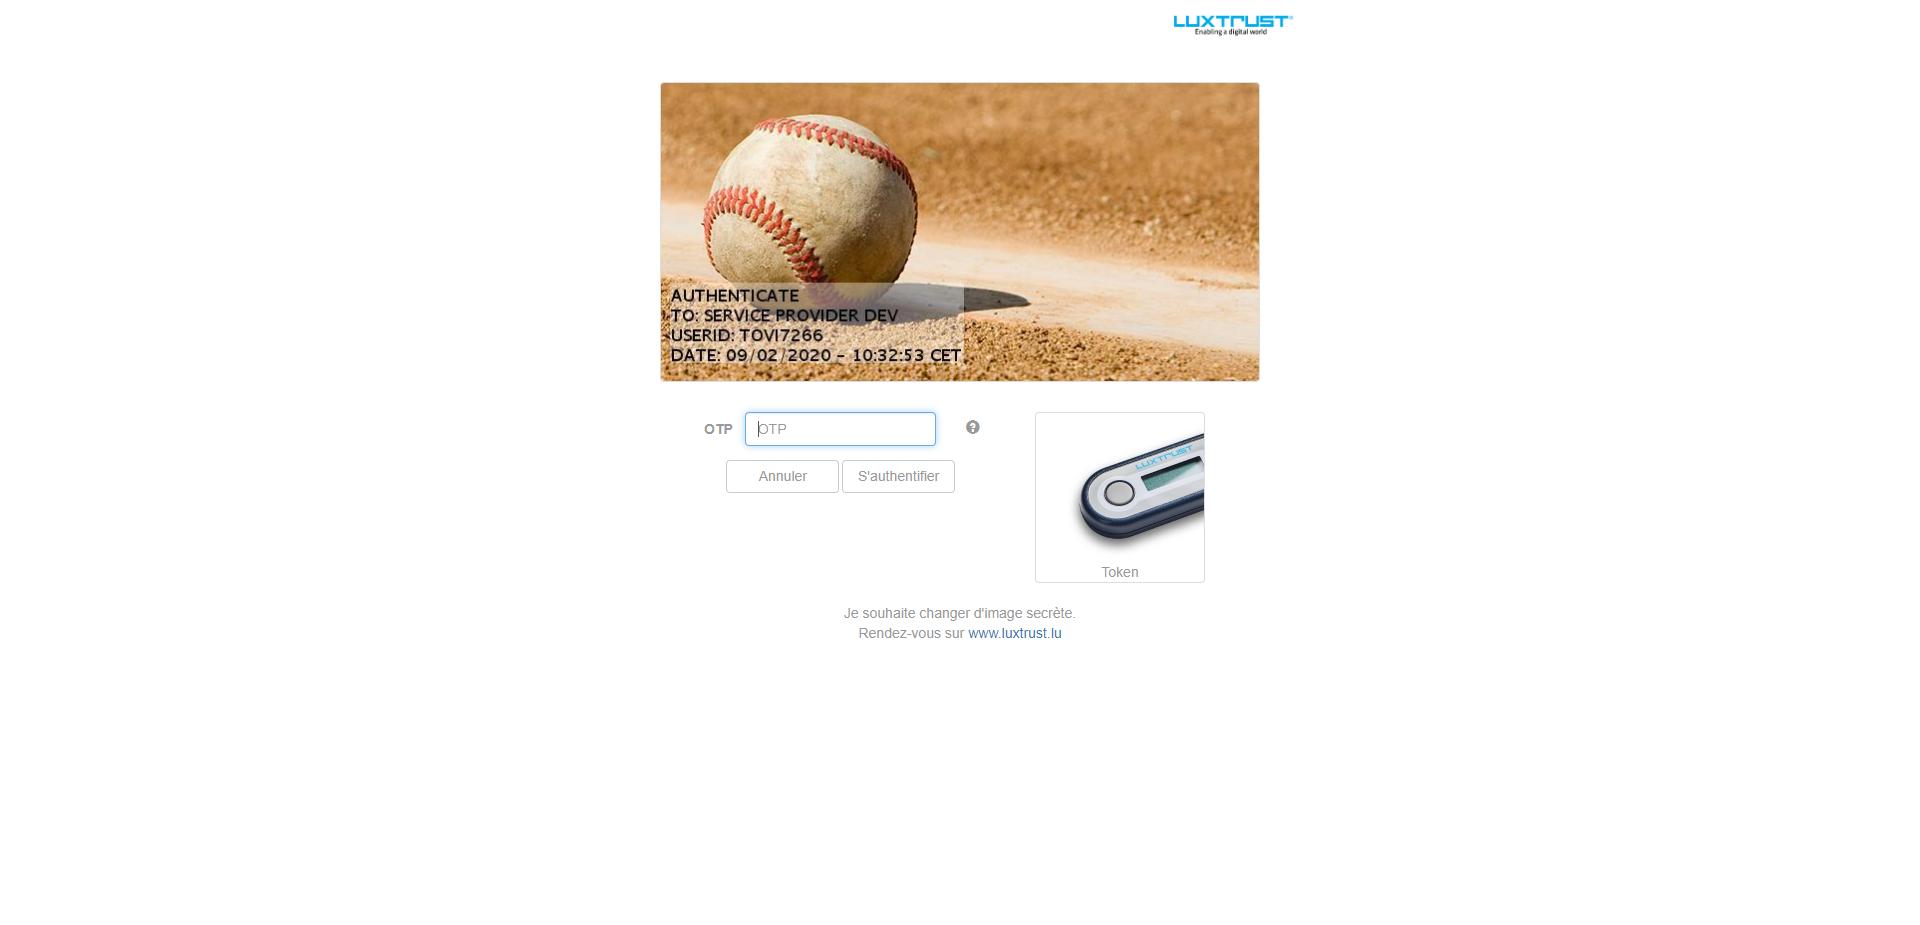 LUXTRUST
Enabling a digital world
AUTHENTICATE
TO: SERVICE PROVIDER DEV
USERID: TOVI7266
DATE: 09/02/2020 - 10:32:53 CET
OTP
OTP
Annuler
S'authentifier
LUXTRUST
Token
Je souhaite changer d'image secrète.
Rendez-vous sur www.luxtrust.lu